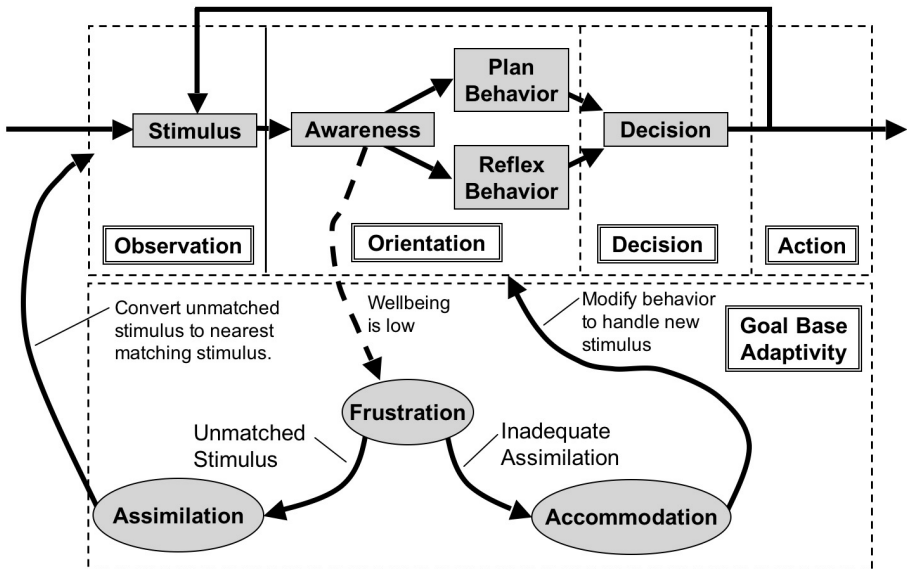 Plan
Behavior
Stimulus
Awareness
Decision
Reflex
Behavior
Observation
Orientation
Decision
Action
Convert unmatched
stimulus to nearest
matching stimulus.
Wellbeing
is low
Modify behavior
to handle new
stimulus
Goal Base
Adaptivity
Frustration
Unmatched
Stimulus
Inadequate
Assimilation
Assimilation
Accommodation